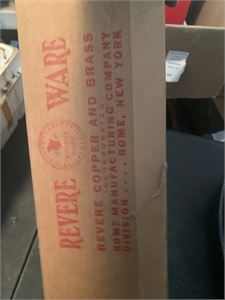 REVERE WARE
REVERE COPPER AND BRASS
INCORPORATED
ROME MANUFACTURING COMPANY
DIVISION .... ROME, NEW YORK